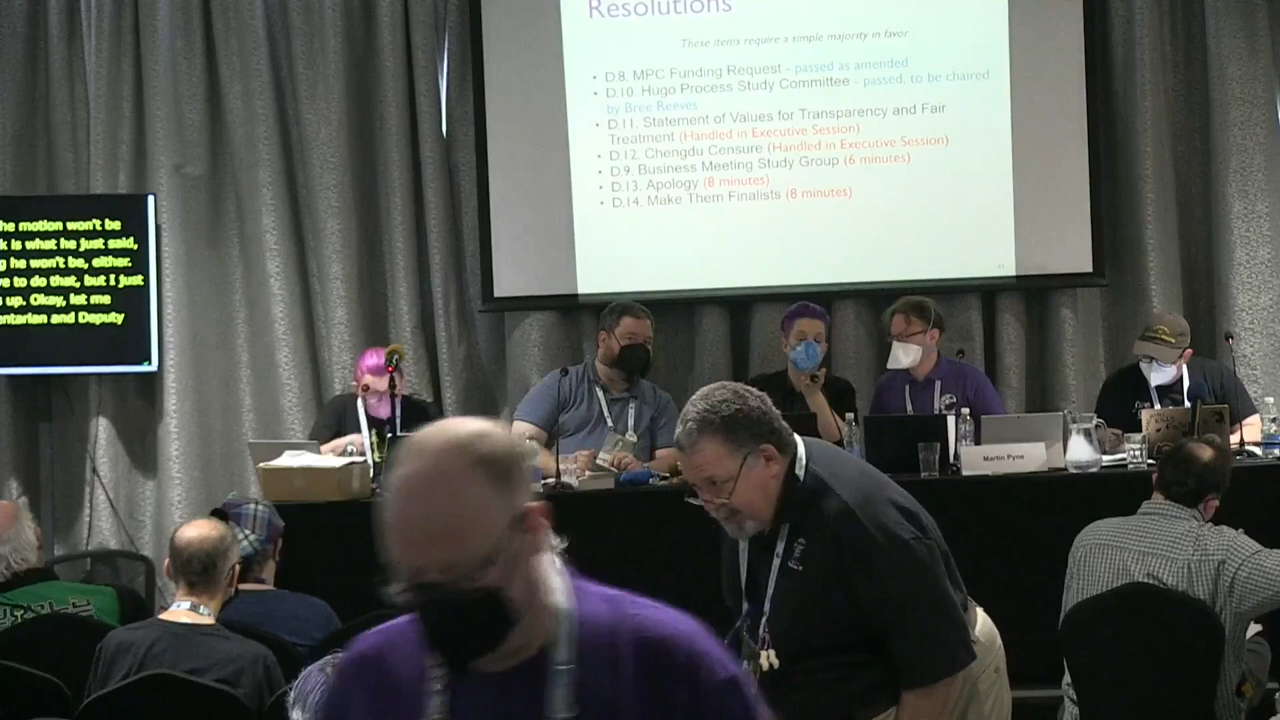 Resolutions
These items require a simple majority in favor.
• D.8. MPC Funding Request - passed as amended
• D.10. Hugo Process Study Committee - passed, to be chaired
by Bree Reeves
• D.11. Statement of Values for Transparency and Fair
Treatment (Handled in Executive Session)
• D.12. Chengdu Censure (Handled in Executive Session)
• D.9. Business Meeting Study Group (6 minutes)
• D.13. Apology (8 minutes)
• D.14. Make Them Finalists (8 minutes)
he motion won't be
k is what he just said,
g he won't be, either.
ve to do that, but I just
s up. Okay, let me
entarian and Deputy
Martin Pyne